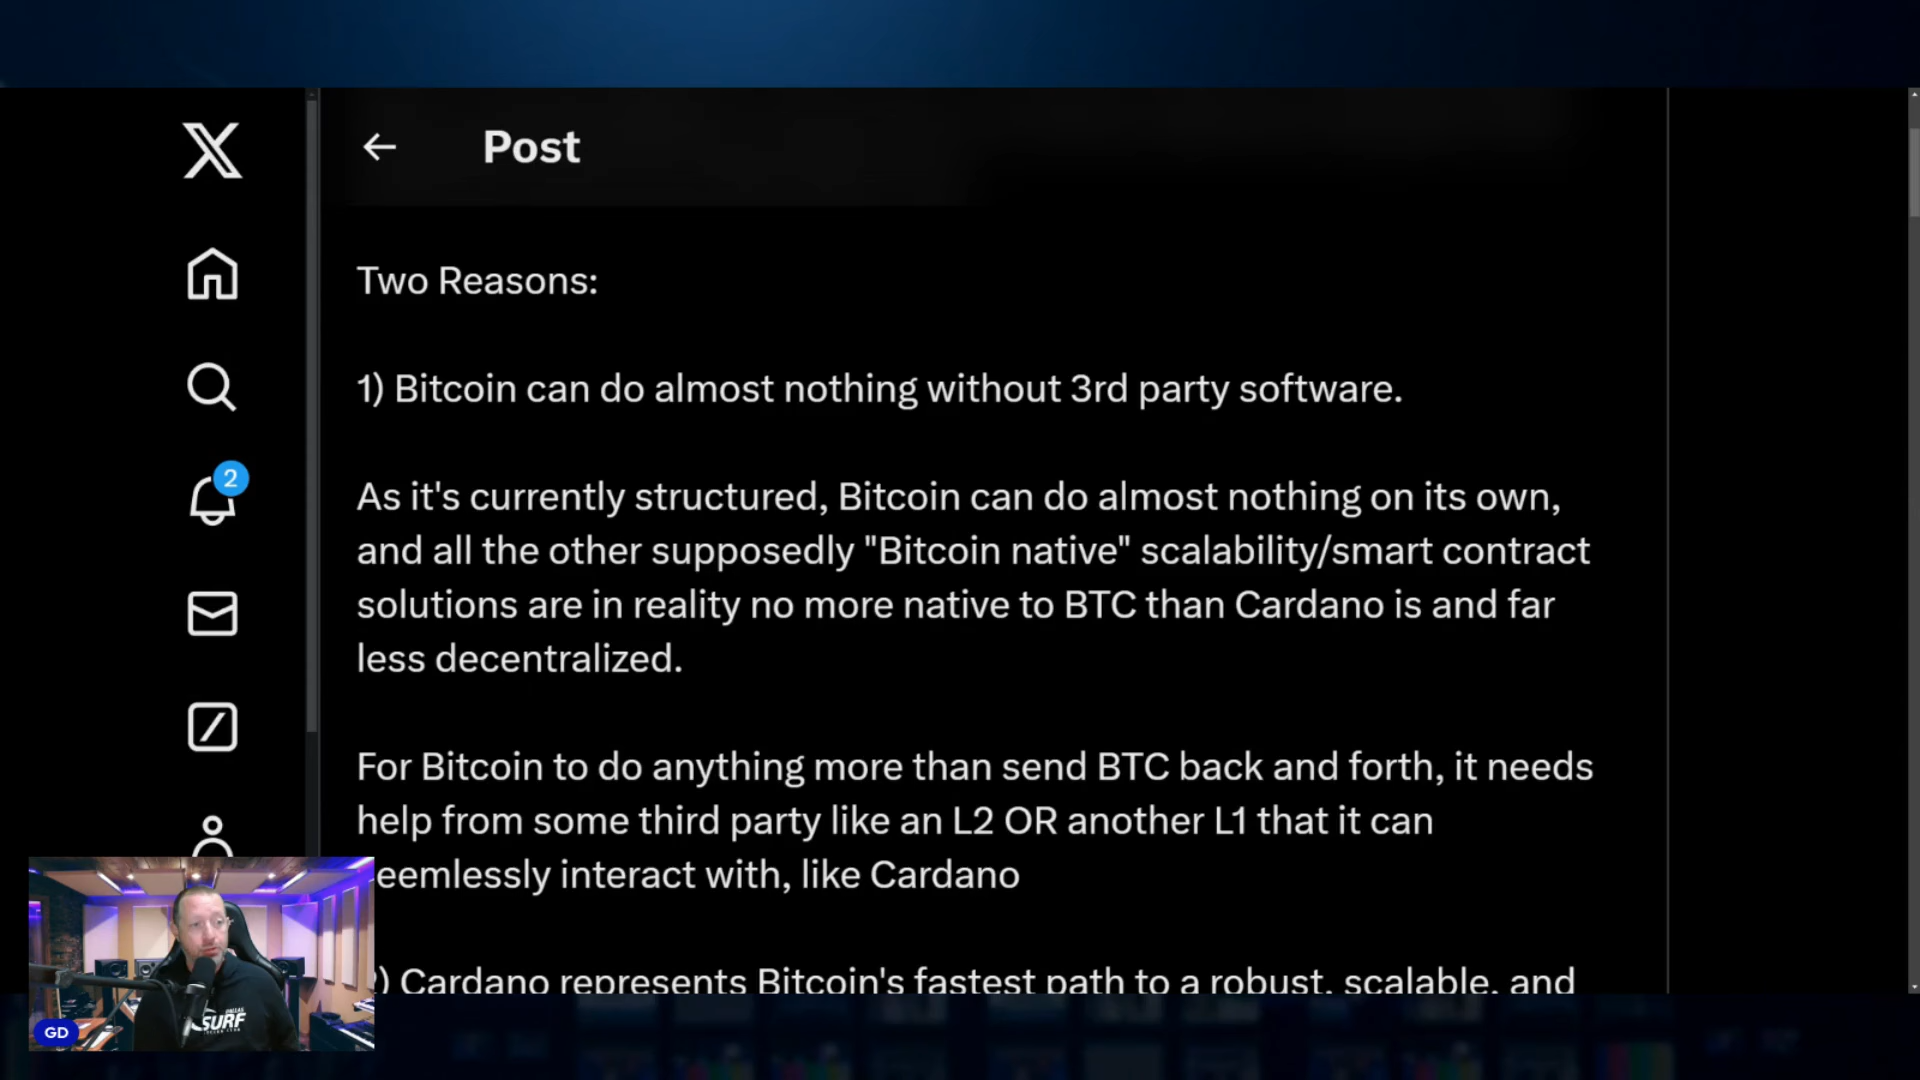 Post
2
Two Reasons:
1) Bitcoin can do almost nothing without 3rd party software.
As it's currently structured, Bitcoin can do almost nothing on its own,
and all the other supposedly "Bitcoin native" scalability/smart contract
solutions are in reality no more native to BTC than Cardano is and far
less decentralized.
For Bitcoin to do anything more than send BTC back and forth, it needs
help from some third party like an L2 OR another L1 that it can
eemlessly interact with, like Cardano
) Cardano represents Bitcoin's fastest path to a robust, scalable, and
SURF
GD